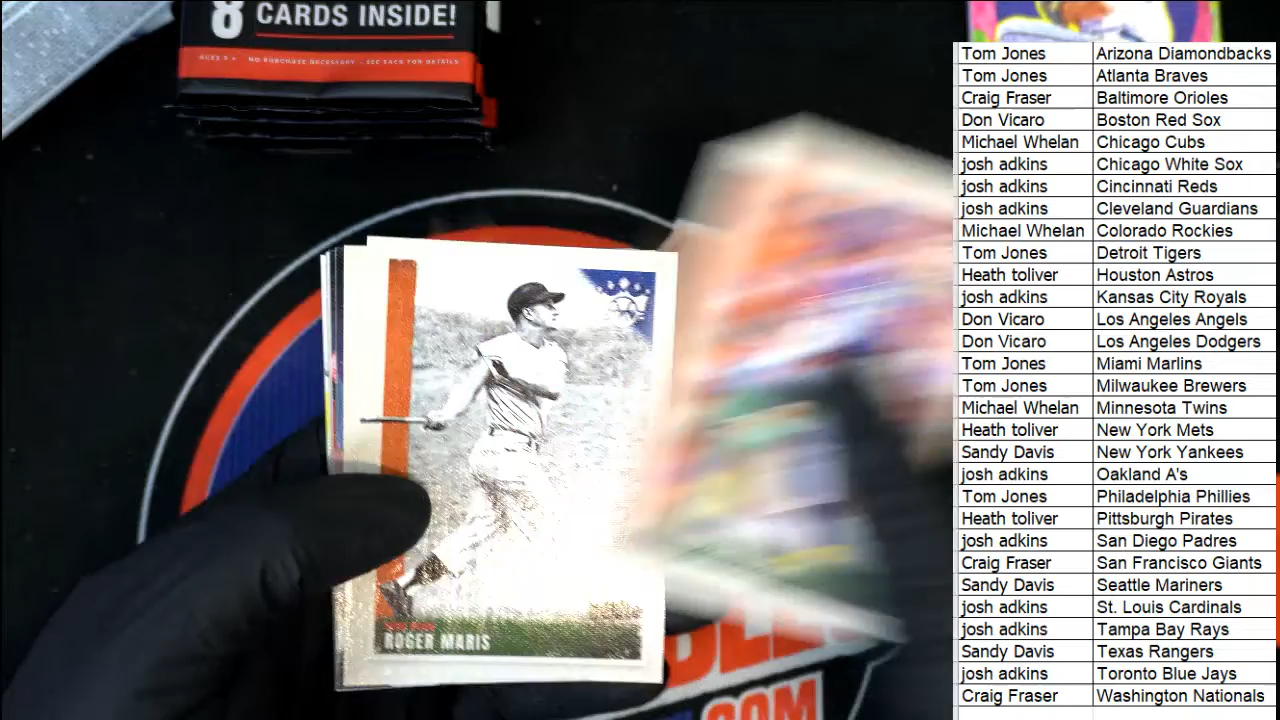 8 CARDS INSIDE!
AGES 9+ NO PURCHASE NECESSARY - SEE BACK FOR DETAILS
ROGER MARIS
.COM
Tom Jones Arizona Diamondbacks
Tom Jones Atlanta Braves
Craig Fraser Baltimore Orioles
Don Vicaro Boston Red Sox
Michael Whelan Chicago Cubs
josh adkins Chicago White Sox
josh adkins Cincinnati Reds
josh adkins Cleveland Guardians
Michael Whelan Colorado Rockies
Tom Jones Detroit Tigers
Heath toliver Houston Astros
josh adkins Kansas City Royals
Don Vicaro Los Angeles Angels
Don Vicaro Los Angeles Dodgers
Tom Jones Miami Marlins
Tom Jones Milwaukee Brewers
Michael Whelan Minnesota Twins
Heath toliver New York Mets
Sandy Davis New York Yankees
josh adkins Oakland A's
Tom Jones Philadelphia Phillies
Heath toliver Pittsburgh Pirates
josh adkins San Diego Padres
Craig Fraser San Francisco Giants
Sandy Davis Seattle Mariners
josh adkins St. Louis Cardinals
josh adkins Tampa Bay Rays
Sandy Davis Texas Rangers
josh adkins Toronto Blue Jays
Craig Fraser Washington Nationals